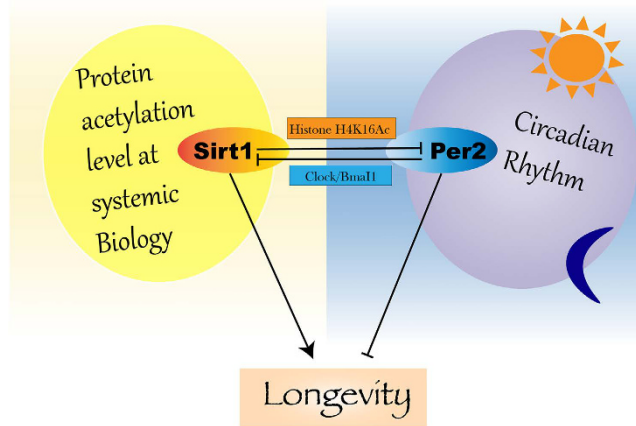 Protein
acetylation
level at
systemic
Biology
Histone H4K16Ac
Sirt1
Per2
Clock/Bmal1
Circadian
Rhythm
Longevity